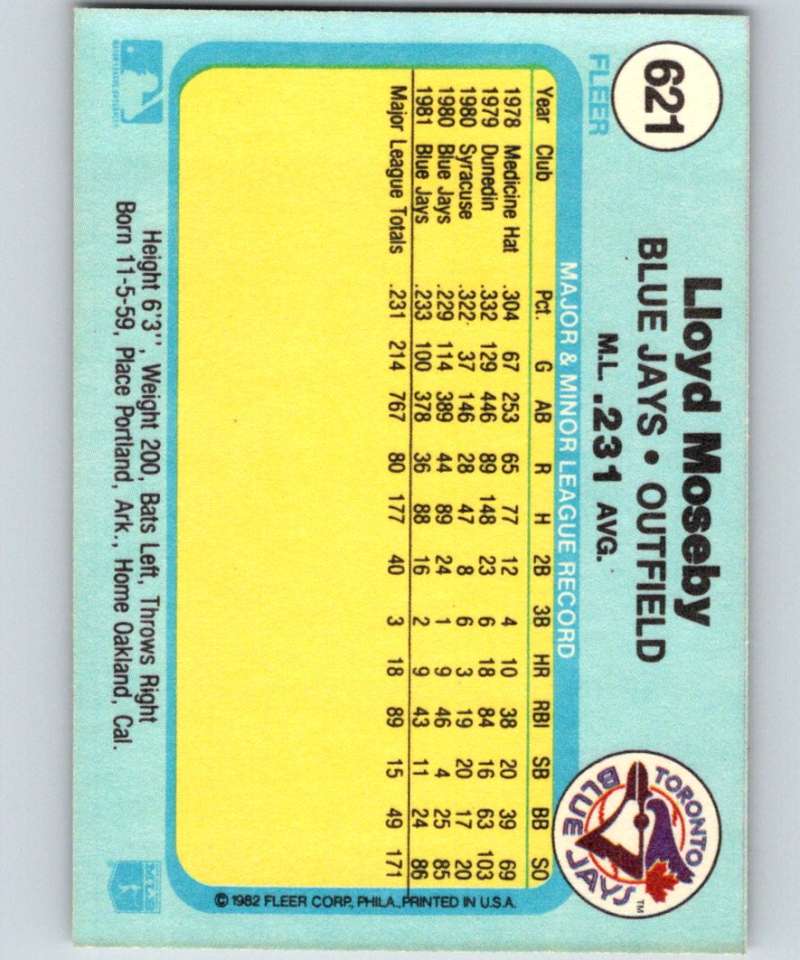 621
FLEER
Lloyd Moseby
BLUE JAYS • OUTFIELD
M.L. .231 AVG.
TORONTO
BLUE JAYS
TM
MAJOR & MINOR LEAGUE RECORD
Year Club Pct. G AB R H 2B 3B HR RBI SB BB SO
1978 Medicine Hat .304 67 253 65 77 12 4 10 38 20 39 69
1979 Dunedin .332 129 446 89 148 23 6 18 84 16 63 103
1980 Syracuse .322 37 146 28 47 8 6 3 19 20 17 20
1980 Blue Jays .229 114 389 44 89 24 1 9 46 4 25 85
1981 Blue Jays .233 100 378 36 88 16 2 9 43 11 24 86
Major League Totals .231 214 767 80 177 40 3 18 89 15 49 171
© 1982 FLEER CORP., PHILA., PRINTED IN U.S.A.
Height 6'3'', Weight 200, Bats Left, Throws Right
Born 11-5-59, Place Portland, Ark., Home Oakland, Cal.